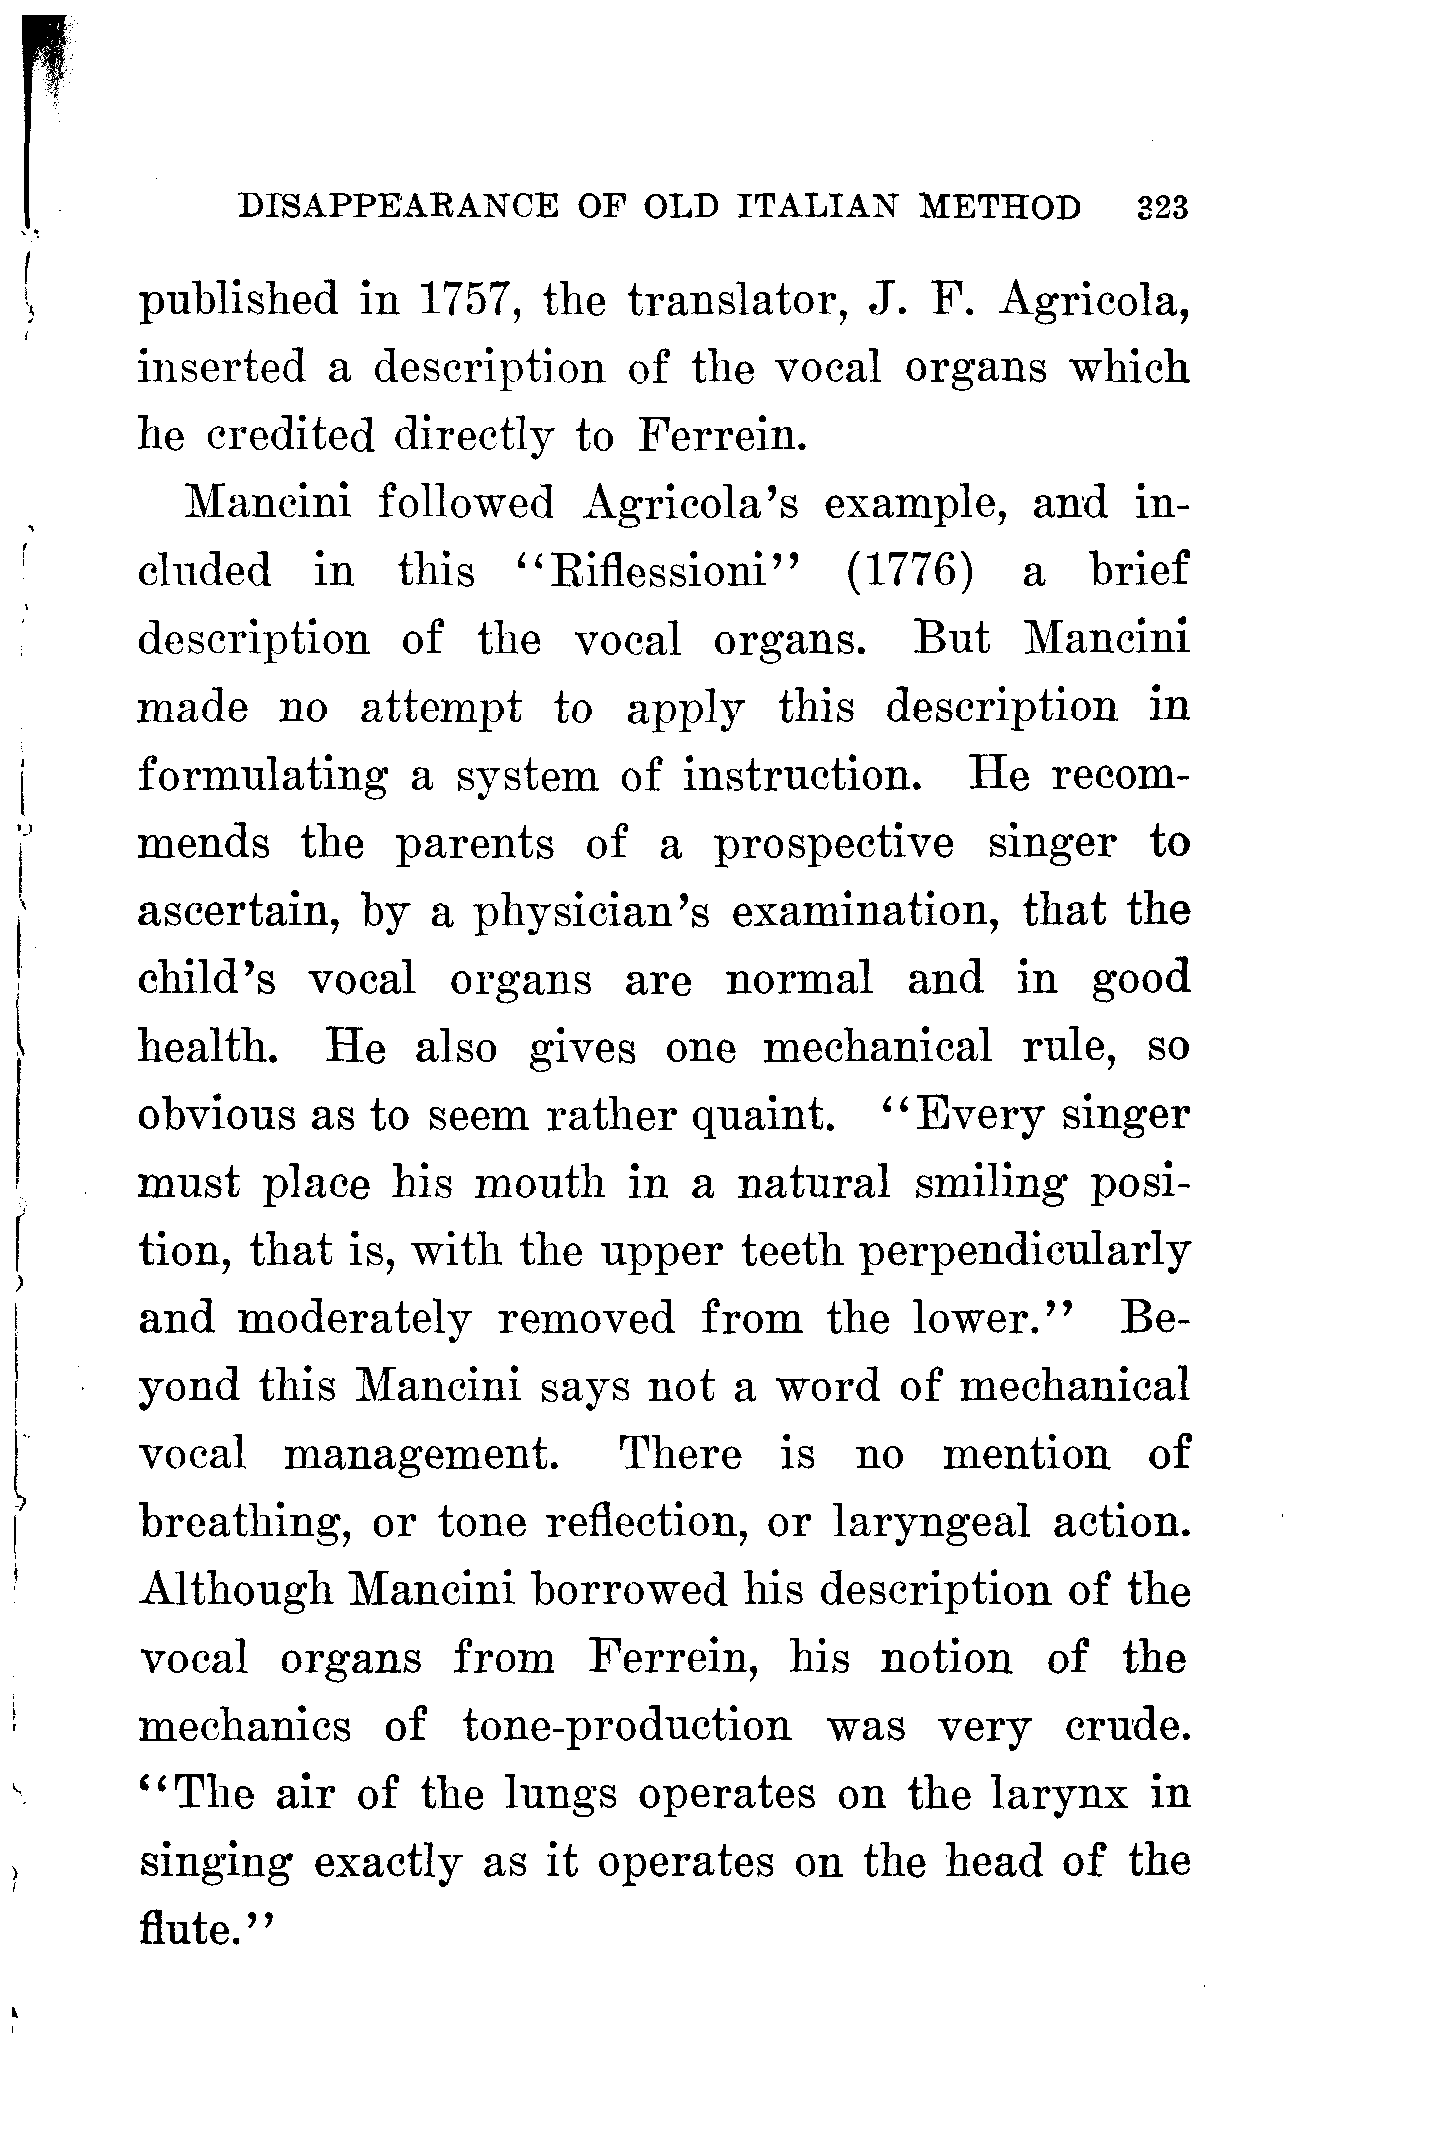 DISAPPEARANCE OF OLD ITALIAN METHOD 323
published in 1757, the translator, J. F. Agricola,
inserted a description of the vocal organs which
he credited directly to Ferrein.
Mancini followed Agricola's example, and in-
cluded in this "Riflessioni" (1776) a brief
description of the vocal organs. But Mancini
made no attempt to apply this description in
formulating a system of instruction. He recom-
mends the parents of a prospective singer to
ascertain, by a physician's examination, that the
child's vocal organs are normal and in good
health. He also gives one mechanical rule, so
obvious as to seem rather quaint. "Every singer
must place his mouth in a natural smiling posi-
tion, that is, with the upper teeth perpendicularly
and moderately removed from the lower." Be-
yond this Mancini says not a word of mechanical
vocal management. There is no mention of
breathing, or tone reflection, or laryngeal action.
Although Mancini borrowed his description of the
vocal organs from Ferrein, his notion of the
mechanics of tone-production was very crude.
"The air of the lungs operates on the larynx in
singing exactly as it operates on the head of the
flute."